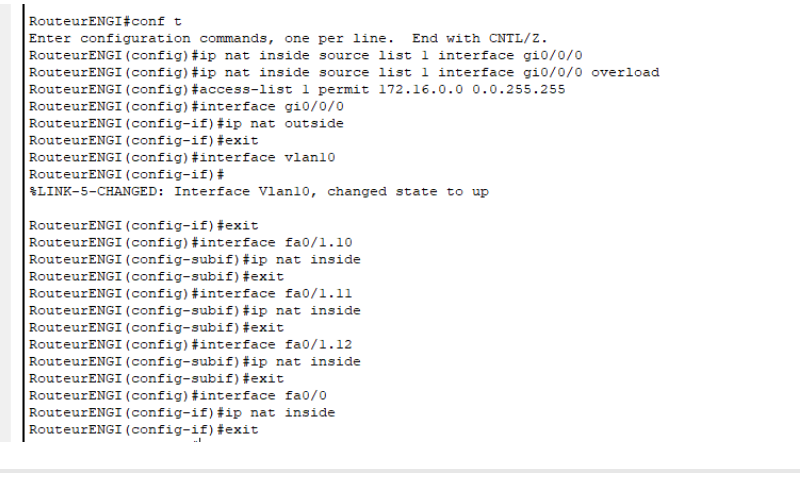 RouteurENGI#conf t
Enter configuration commands, one per line.  End with CNTL/Z.
RouteurENGI(config)#ip nat inside source list 1 interface gi0/0/0
RouteurENGI(config)#ip nat inside source list 1 interface gi0/0/0 overload
RouteurENGI(config)#access-list 1 permit 172.16.0.0 0.0.255.255
RouteurENGI(config)#interface gi0/0/0
RouteurENGI(config-if)#ip nat outside
RouteurENGI(config-if)#exit
RouteurENGI(config)#interface vlan10
RouteurENGI(config-if)#
%LINK-5-CHANGED: Interface Vlan10, changed state to up
RouteurENGI(config-if)#exit
RouteurENGI(config)#interface fa0/1.10
RouteurENGI(config-subif)#ip nat inside
RouteurENGI(config-subif)#exit
RouteurENGI(config)#interface fa0/1.11
RouteurENGI(config-subif)#ip nat inside
RouteurENGI(config-subif)#exit
RouteurENGI(config)#interface fa0/1.12
RouteurENGI(config-subif)#ip nat inside
RouteurENGI(config-subif)#exit
RouteurENGI(config)#interface fa0/0
RouteurENGI(config-if)#ip nat inside
RouteurENGI(config-if)#exit